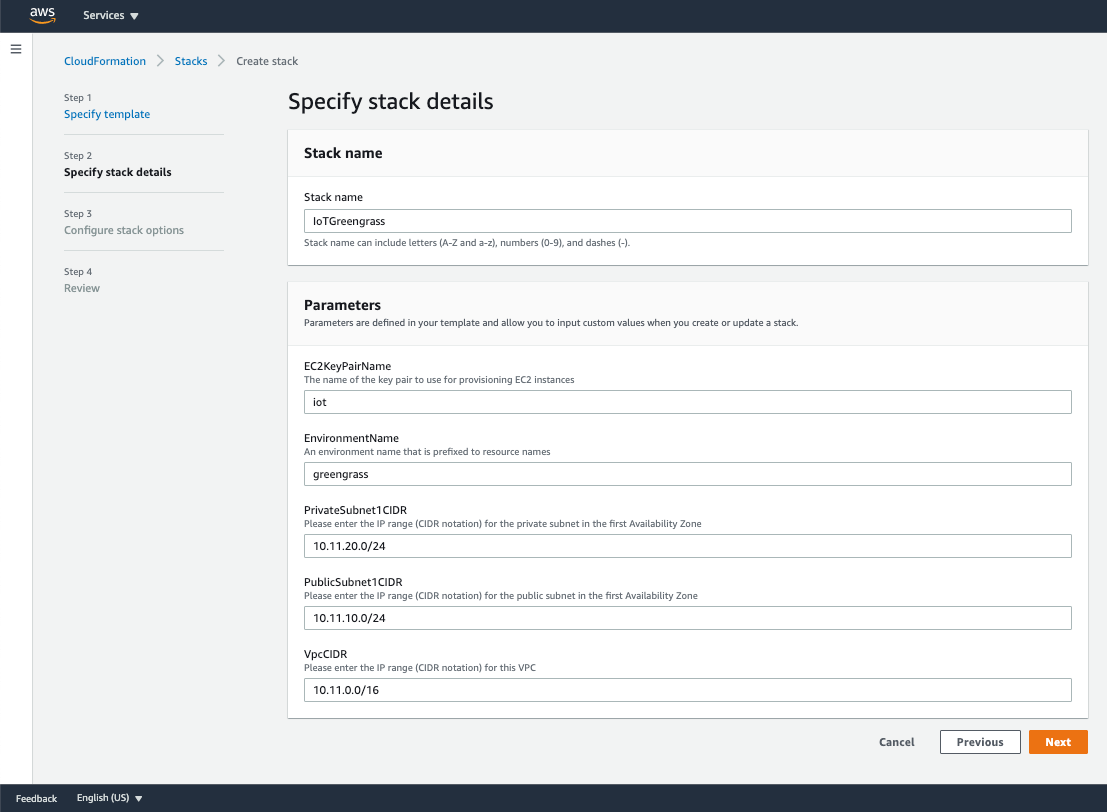 aws
Services
CloudFormation > Stacks > Create stack
Step 1
Specify template
Step 2
Specify stack details
Step 3
Configure stack options
Step 4
Review
Specify stack details
Stack name
Stack name
IoTGreengrass
Stack name can include letters (A-Z and a-z), numbers (0-9), and dashes (-).
Parameters
Parameters are defined in your template and allow you to input custom values when you create or update a stack.
EC2KeyPairName
The name of the key pair to use for provisioning EC2 instances
iot
EnvironmentName
An environment name that is prefixed to resource names
greengrass
PrivateSubnet1CIDR
Please enter the IP range (CIDR notation) for the private subnet in the first Availability Zone
10.11.20.0/24
PublicSubnet1CIDR
Please enter the IP range (CIDR notation) for the public subnet in the first Availability Zone
10.11.10.0/24
VpcCIDR
Please enter the IP range (CIDR notation) for this VPC
10.11.0.0/16
Cancel
Previous
Next
Feedback
English (US)